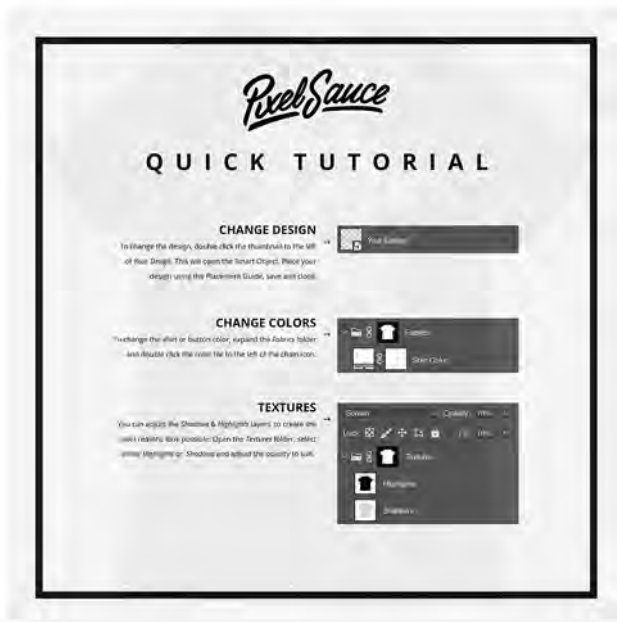 PixelSauce
QUICK TUTORIAL
CHANGE DESIGN
To change the design, double click the thumbnail to the left
of Your Design. This will open the Smart Object. Place your
design using the Placement Guide, save and close.
→
Your Design
CHANGE COLORS
To change the shirt or button color, expand the Fabrics folder
and double click the color tile to the left of the chain icon.
→
Shirt Color
TEXTURES
You can adjust the Shadows & Highlights layers, to create the
most realistic look possible. Open the Textures folder, select
either Highlights or Shadows and adjust the opacity to suit.
→
Screen
Opacity:
Lock:
Textures
Highlights
Shadows